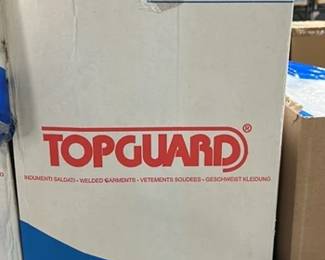 TOPGUARD®
INDUMENTI SALDATI - WELDED GARMENTS - VETEMENTS SOUDEES - GESCHWEIST KLEIDUNG